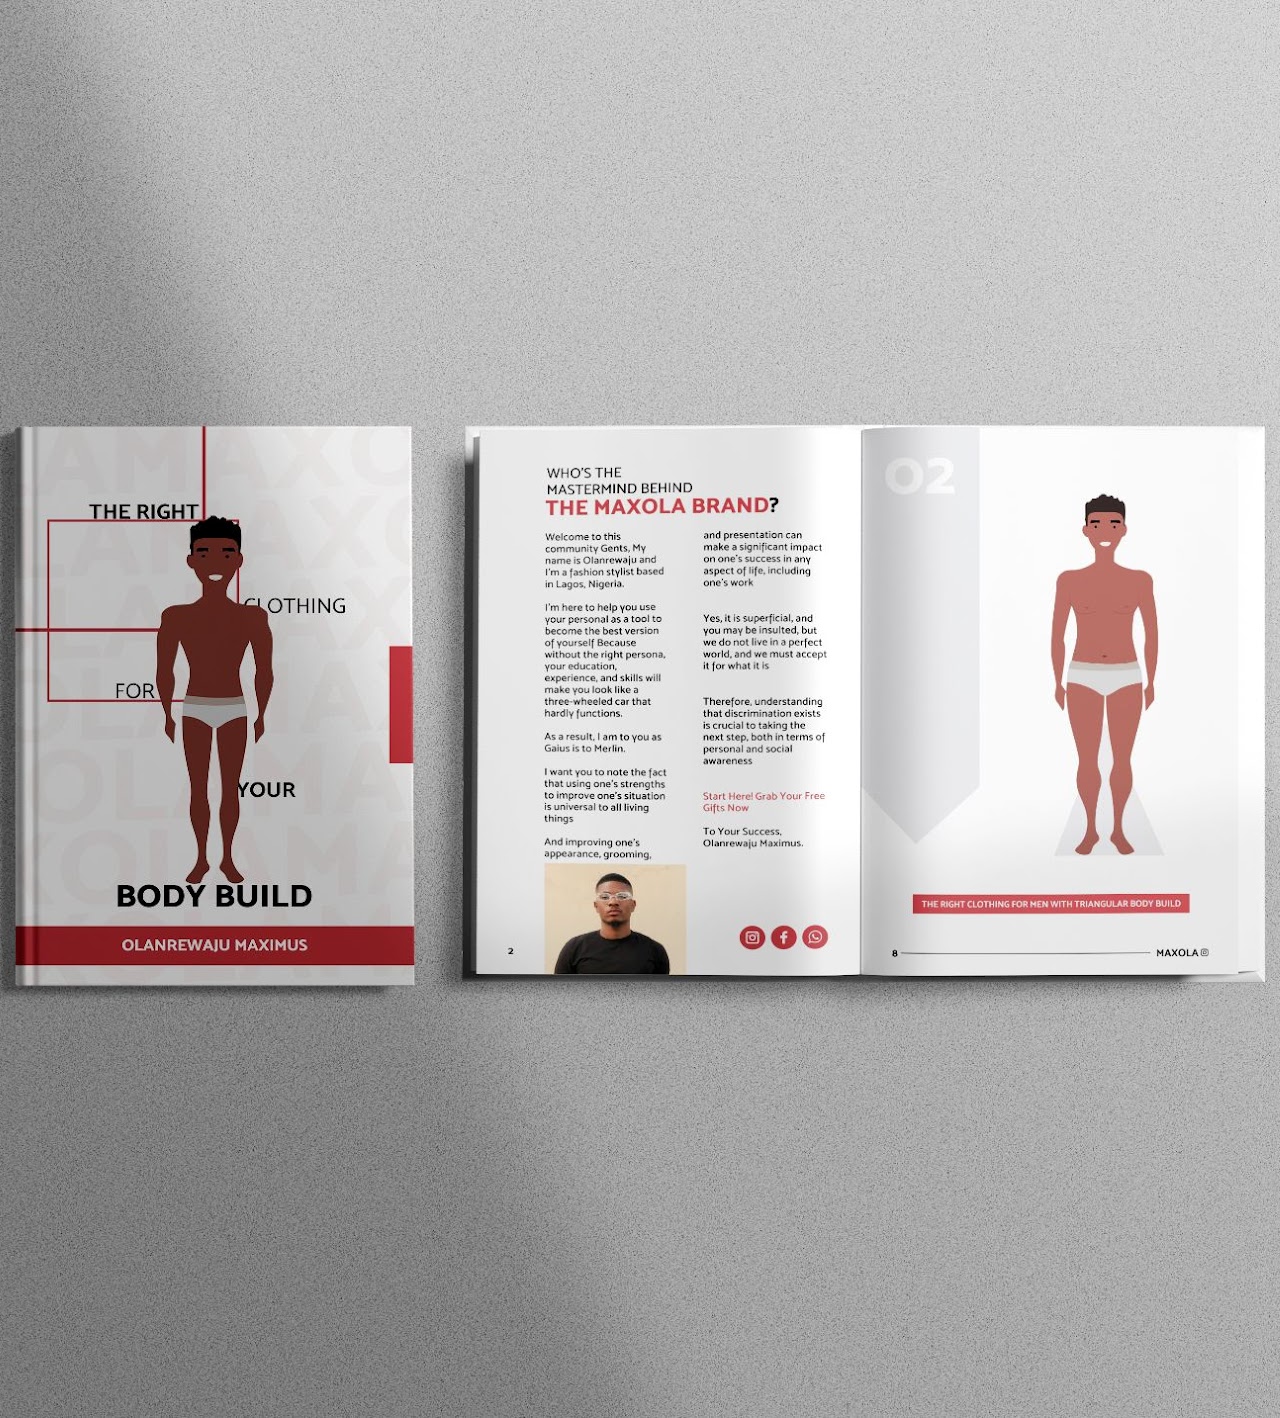 THE RIGHT
CLOTHING
FOR
YOUR
BODY BUILD
OLANREWAJU MAXIMUS
WHO'S THE
MASTERMIND BEHIND
THE MAXOLA BRAND?
Welcome to this
community Gents, My
name is Olanrewaju and
I'm a fashion stylist based
in Lagos, Nigeria.
I'm here to help you use
your personal as a tool to
become the best version
of yourself Because
without the right persona,
your education,
experience, and skills will
make you look like a
three-wheeled car that
hardly functions.
As a result, I am to you as
Gaius is to Merlin.
I want you to note the fact
that using one's strengths
to improve one's situation
is universal to all living
things
And improving one's
appearance, grooming,
and presentation can
make a significant impact
on one's success in any
aspect of life, including
one's work
Yes, it is superficial, and
you may be insulted, but
we do not live in a perfect
world, and we must accept
it for what it is
Therefore, understanding
that discrimination exists
is crucial to taking the
next step, both in terms of
personal and social
awareness
Start Here! Grab Your Free
Gifts Now
To Your Success,
Olanrewaju Maximus.
2
02
THE RIGHT CLOTHING FOR MEN WITH TRIANGULAR BODY BUILD
8
MAXOLA